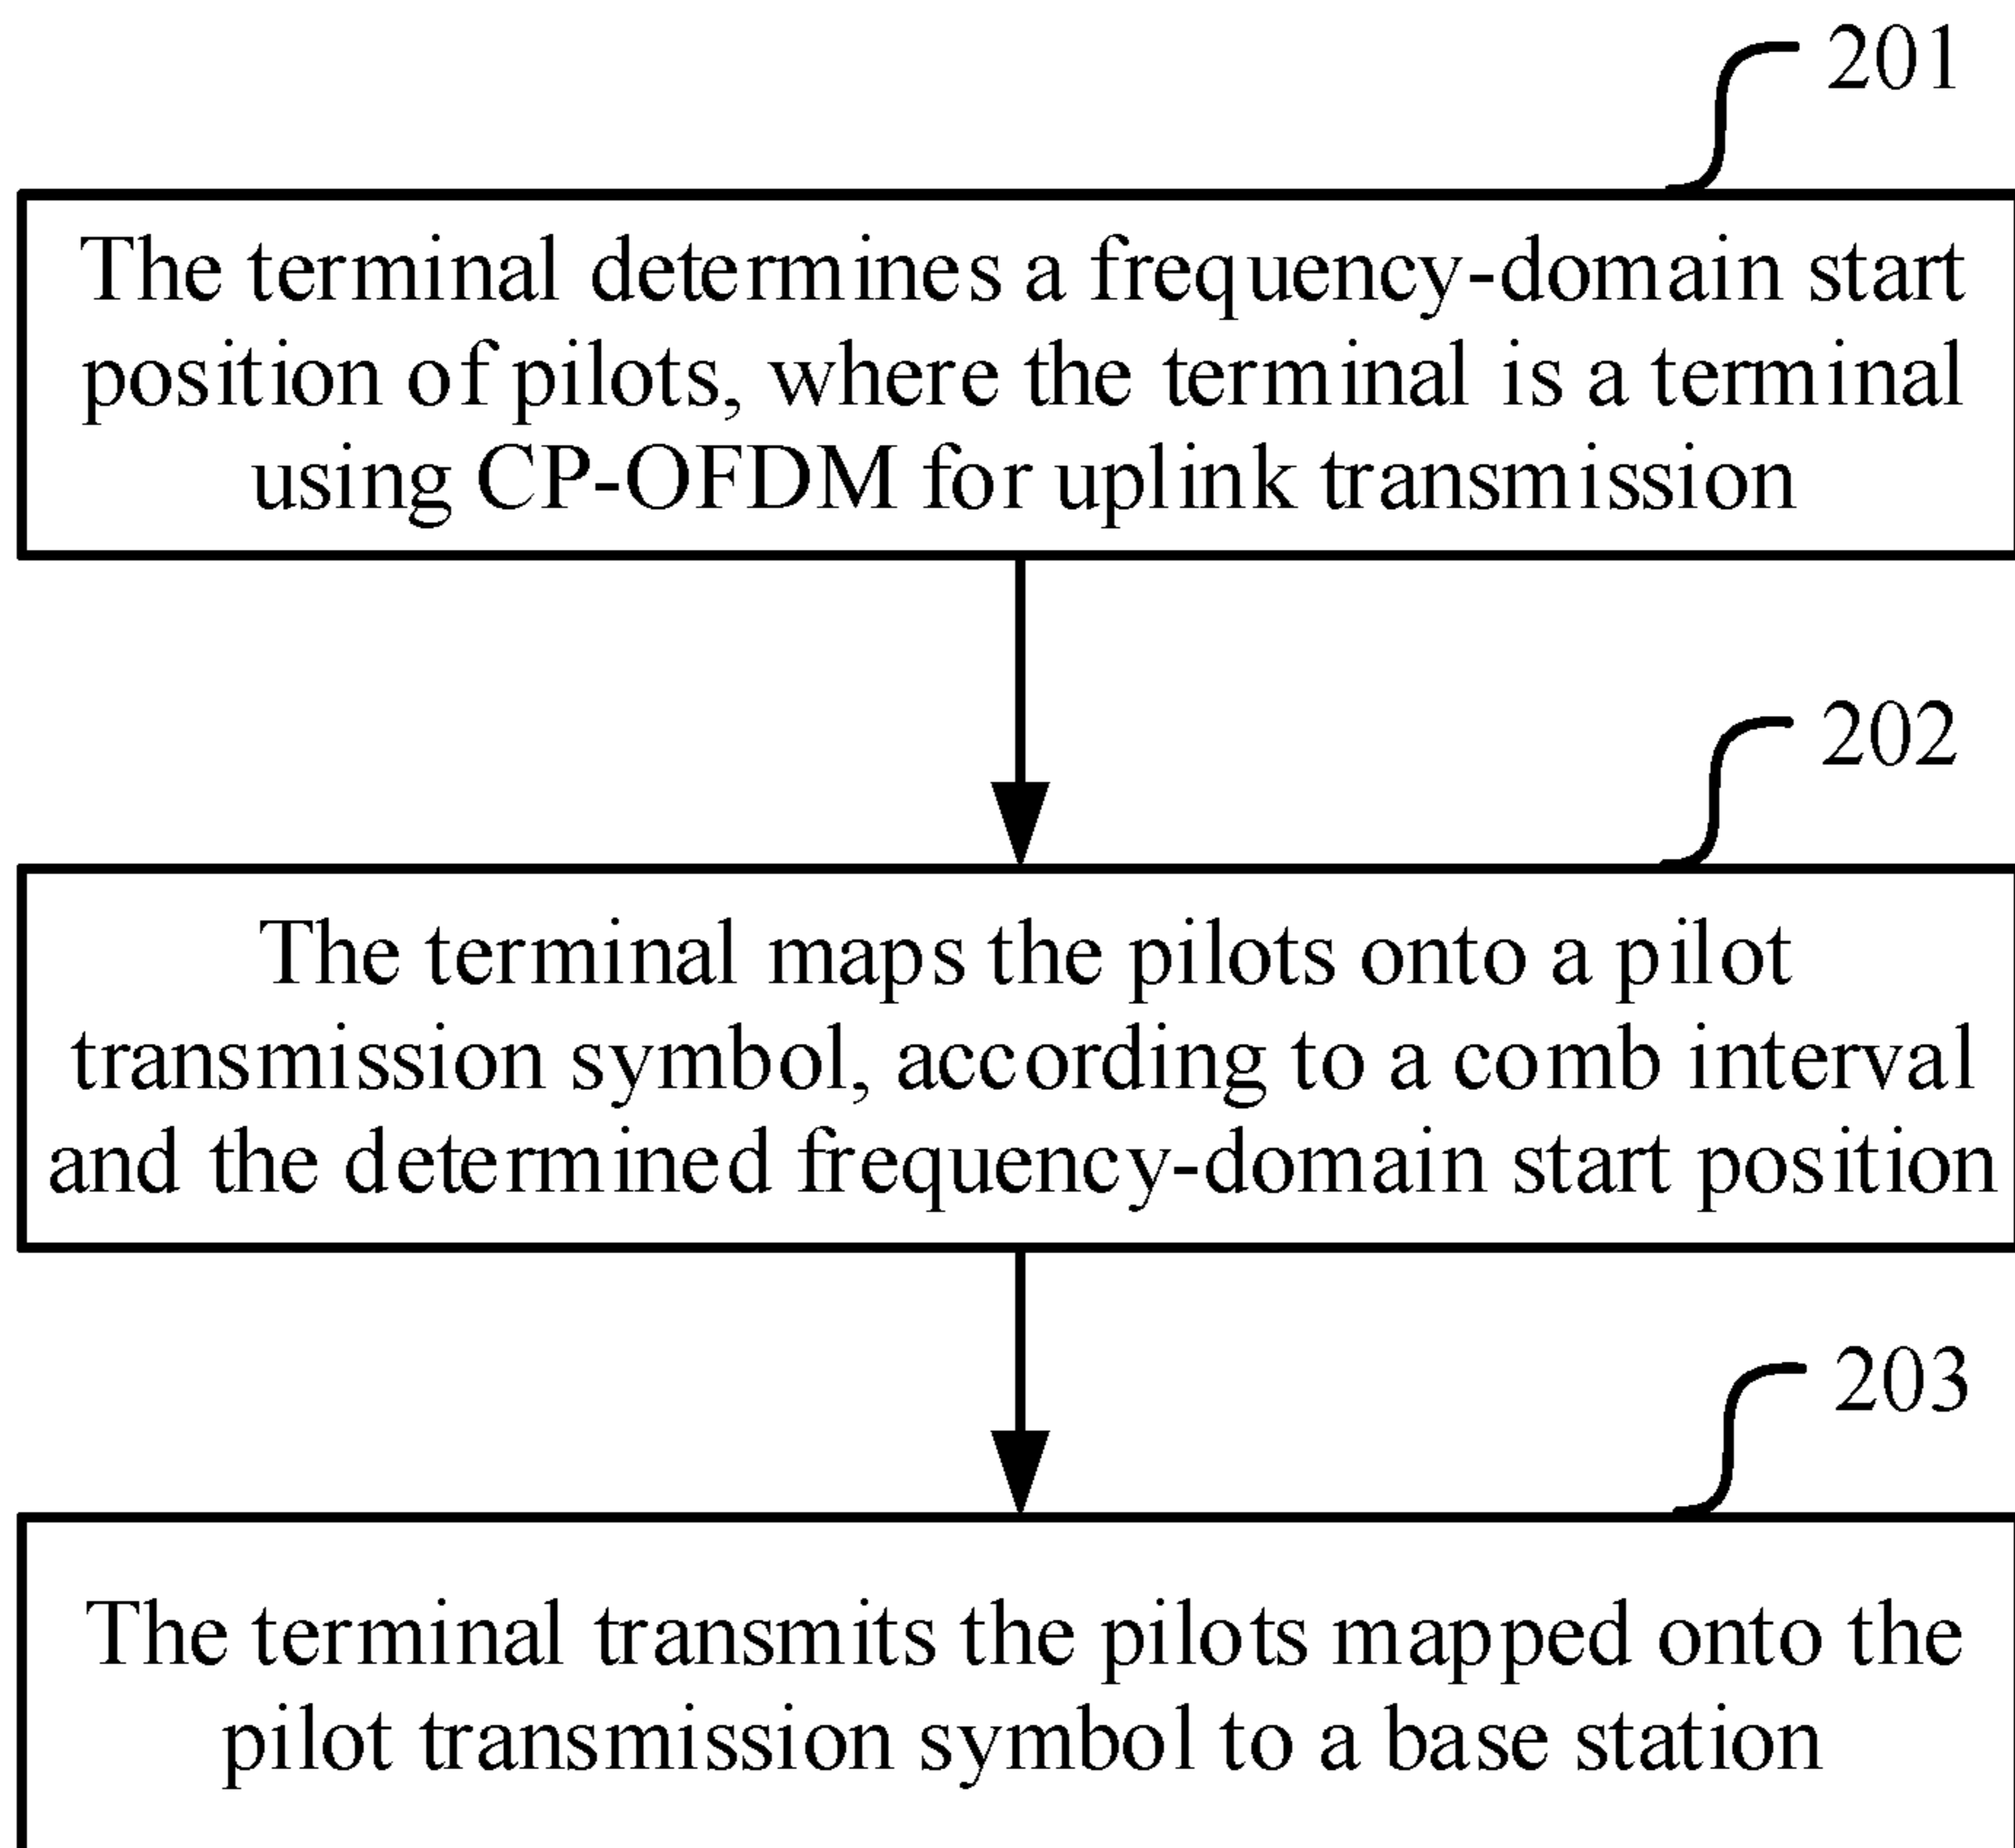 201
The terminal determines a frequency-domain start
position of pilots, where the terminal is a terminal
using CP-OFDM for uplink transmission
202
The terminal maps the pilots onto a pilot
transmission symbol, according to a comb interval
and the determined frequency-domain start position
203
The terminal transmits the pilots mapped onto the
pilot transmission symbol to a base station